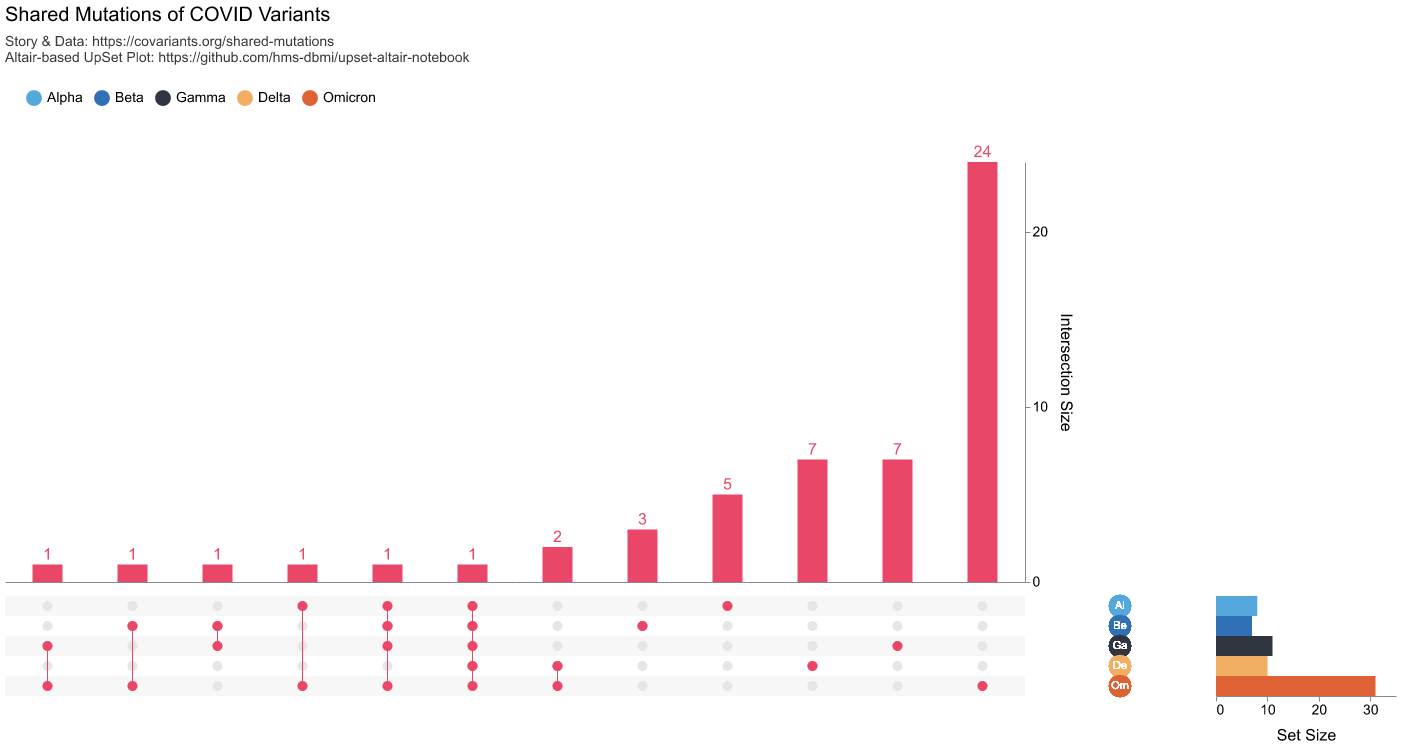 Shared Mutations of COVID Variants
Story & Data: https://covariants.org/shared-mutations
Altair-based UpSet Plot: https://github.com/hms-dbmi/upset-altair-notebook
Alpha Beta Gamma Delta Omicron
24
20
Intersection Size
10
7 7
5
3
2
1 1 1 1 1 1
0
Al
Be
Ga
De
Om
0 10 20 30
Set Size